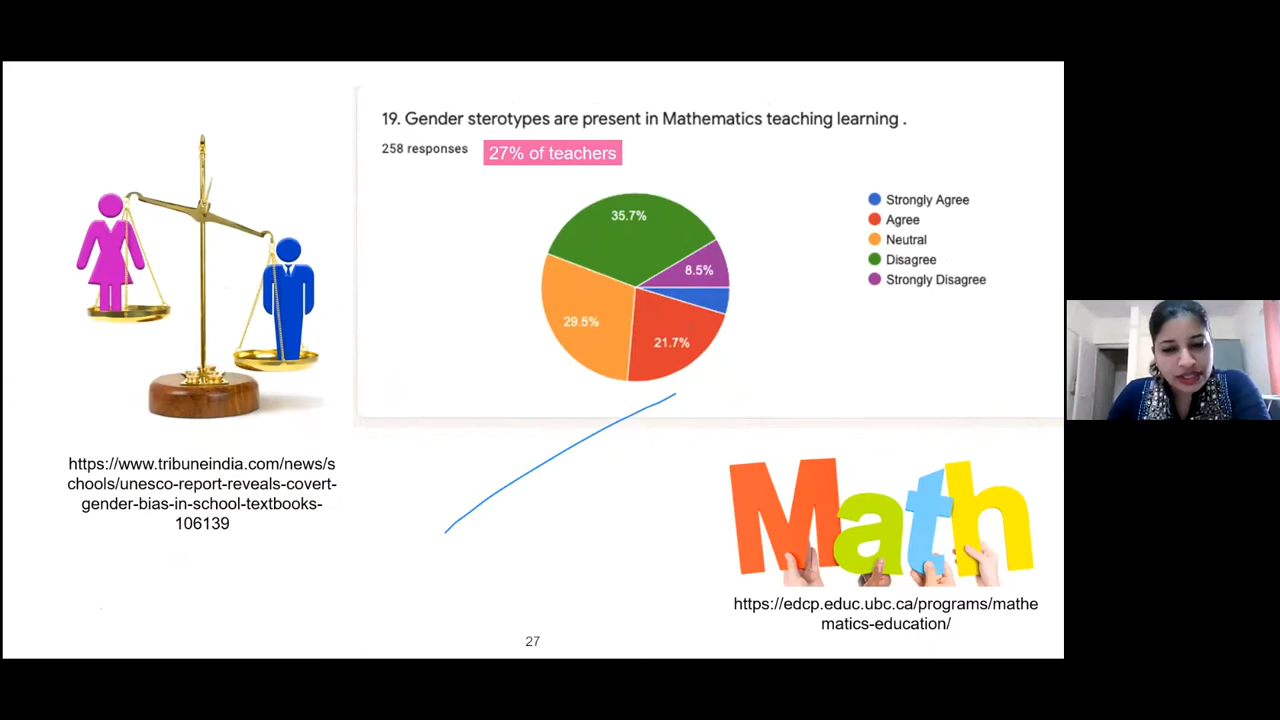 19. Gender sterotypes are present in Mathematics teaching learning .
258 responses
27% of teachers
35.7%
8.5%
29.5%
21.7%
Strongly Agree
Agree
Neutral
Disagree
Strongly Disagree
https://www.tribuneindia.com/news/s
chools/unesco-report-reveals-covert-
gender-bias-in-school-textbooks-
106139
Math
https://edcp.educ.ubc.ca/programs/mathe
matics-education/
27